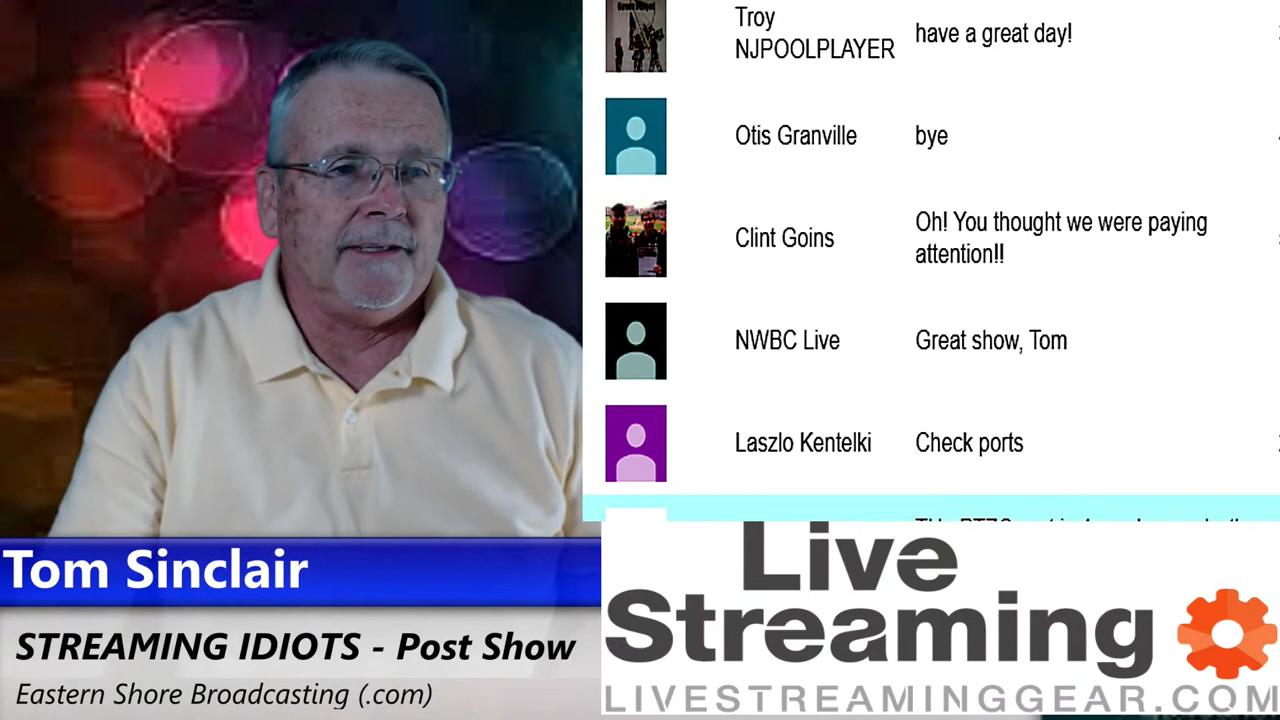 Troy
NJPOOLPLAYER
have a great day!
Otis Granville
bye
Clint Goins
Oh! You thought we were paying
attention!!
NWBC Live
Great show, Tom
Laszlo Kentelki
Check ports
Tom Sinclair
STREAMING IDIOTS - Post Show
Eastern Shore Broadcasting (.com)
Live
Streaming
LIVESTREAMINGGEAR.COM